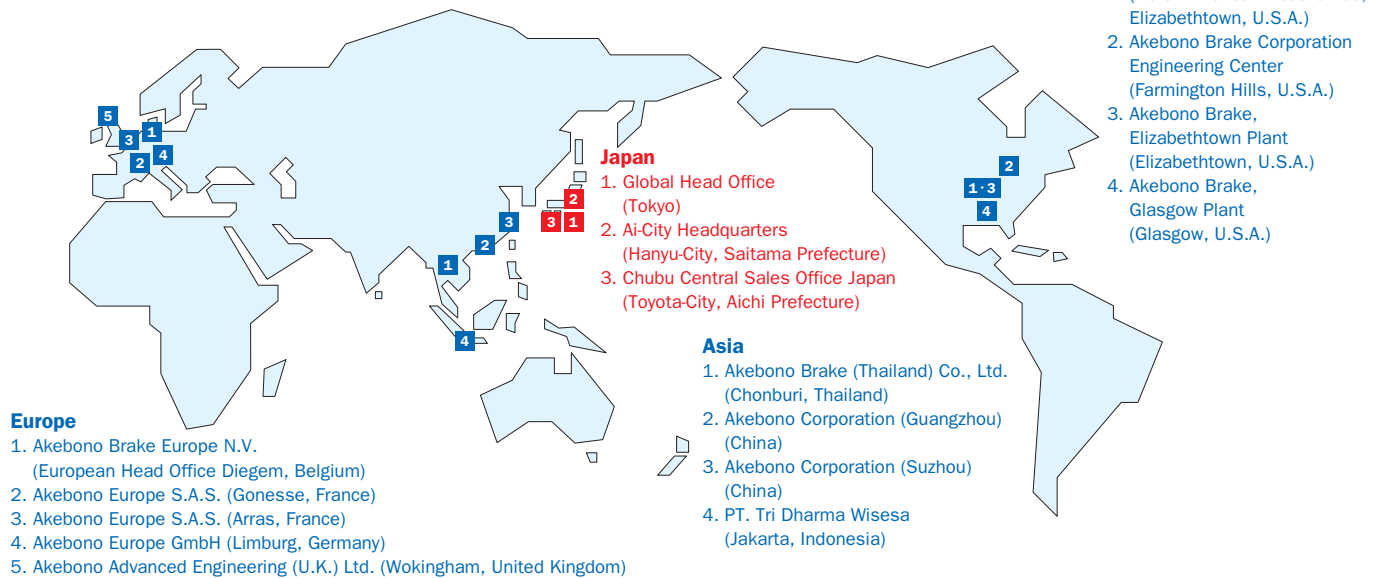 Elizabethtown, U.S.A.)
2. Akebono Brake Corporation
Engineering Center
(Farmington Hills, U.S.A.)
3. Akebono Brake,
Elizabethtown Plant
(Elizabethtown, U.S.A.)
4. Akebono Brake,
Glasgow Plant
(Glasgow, U.S.A.)
5
1
3
4
2
2
1·3
4
Japan
1. Global Head Office
(Tokyo)
2. Ai-City Headquarters
(Hanyu-City, Saitama Prefecture)
3. Chubu Central Sales Office Japan
(Toyota-City, Aichi Prefecture)
2
3 1
3
2
1
4
Asia
1. Akebono Brake (Thailand) Co., Ltd.
(Chonburi, Thailand)
2. Akebono Corporation (Guangzhou)
(China)
3. Akebono Corporation (Suzhou)
(China)
4. PT. Tri Dharma Wisesa
(Jakarta, Indonesia)
Europe
1. Akebono Brake Europe N.V.
(European Head Office Diegem, Belgium)
2. Akebono Europe S.A.S. (Gonesse, France)
3. Akebono Europe S.A.S. (Arras, France)
4. Akebono Europe GmbH (Limburg, Germany)
5. Akebono Advanced Engineering (U.K.) Ltd. (Wokingham, United Kingdom)